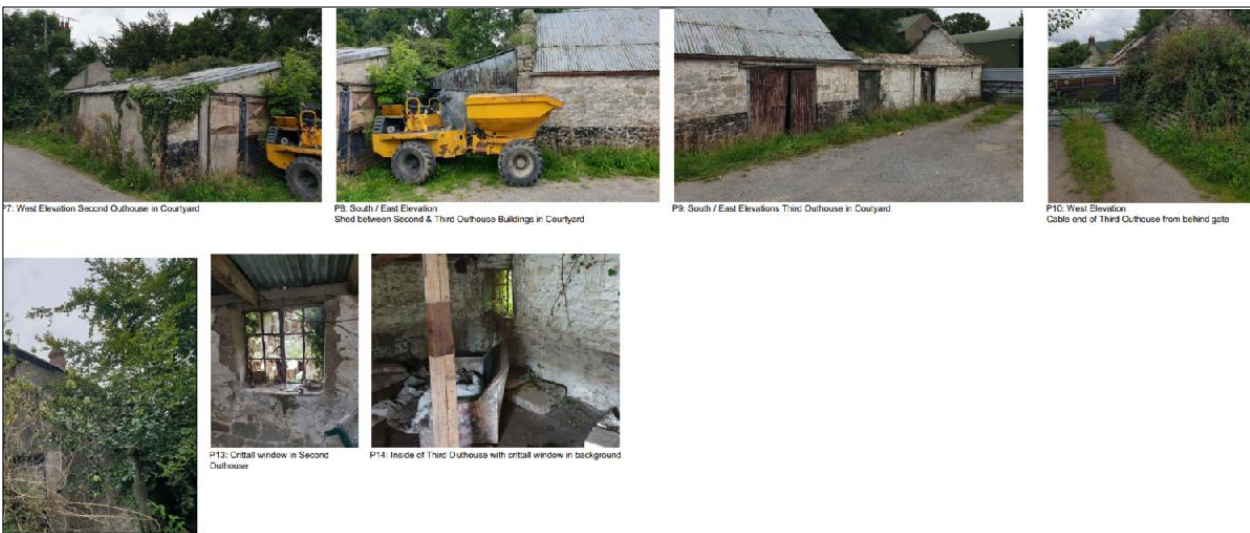 P7: West Elevation Second Outhouse in Courtyard
P8: South / East Elevation
Shed between Second & Third Outhouse Buildings in Courtyard
P9: South / East Elevations Third Outhouse in Courtyard
P10: West Elevation
Cable end of Third Outhouse from behind gate
P13: Crittall window in Second
Outhouse
P14: Inside of Third Outhouse with crittall window in background